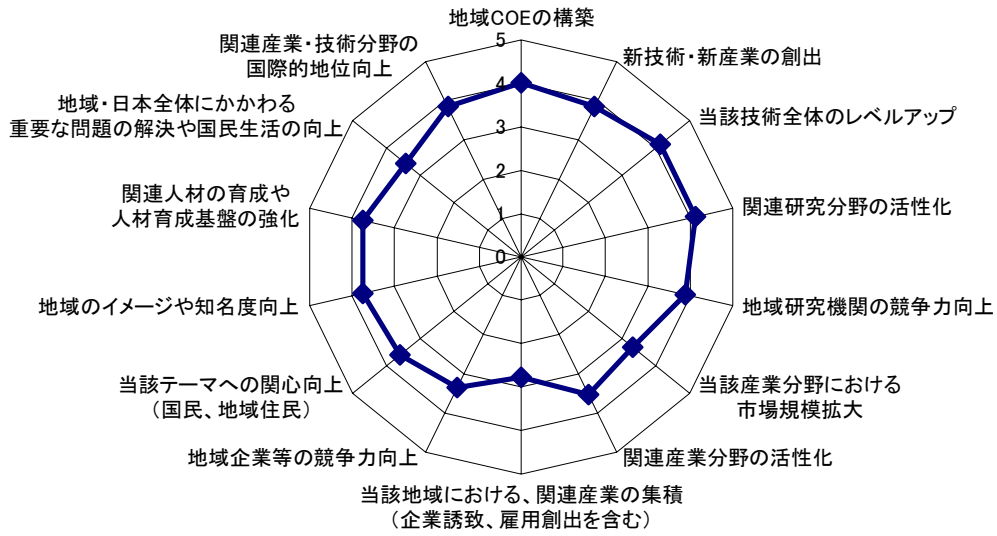 地域COEの構築
新技術・新産業の創出
当該技術全体のレベルアップ
関連研究分野の活性化
地域研究機関の競争力向上
当該産業分野における
市場規模拡大
関連産業分野の活性化
当該地域における、関連産業の集積
（企業誘致、雇用創出を含む）
地域企業等の競争力向上
当該テーマへの関心向上
（国民、地域住民）
地域のイメージや知名度向上
関連人材の育成や
人材育成基盤の強化
地域・日本全体にかかわる
重要な問題の解決や国民生活の向上
関連産業・技術分野の
国際的地位向上
5
4
3
2
1
0